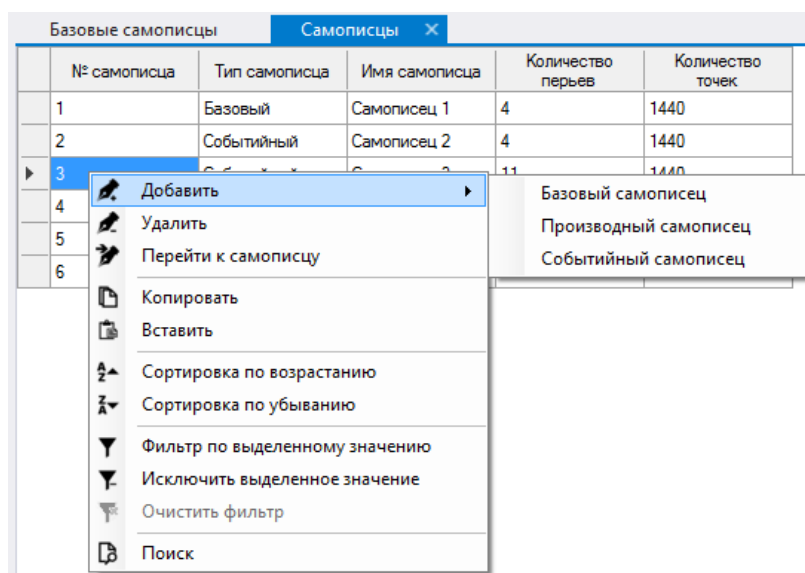 Базовые самописцы Самописцы ×
№ самописца Тип самописца Имя самописца Количество перьев Количество точек
1 Базовый Самописец 1 4 1440
2 Событийный Самописец 2 4 1440
3 11 1440
4
5
6
Добавить
Удалить
Перейти к самописцу
Копировать
Вставить
Сортировка по возрастанию
Сортировка по убыванию
Фильтр по выделенному значению
Исключить выделенное значение
Очистить фильтр
Поиск
Базовый самописец
Производный самописец
Событийный самописец